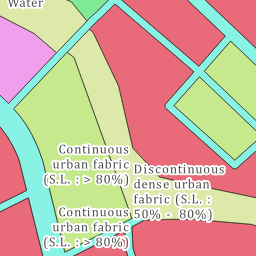 Water
Continuous
urban fabric
(S.L. : > 80%)
Discontinuous
dense urban
fabric (S.L. :
50% - 80%)
Continuous
urban fabric
(S.L. : > 80%)